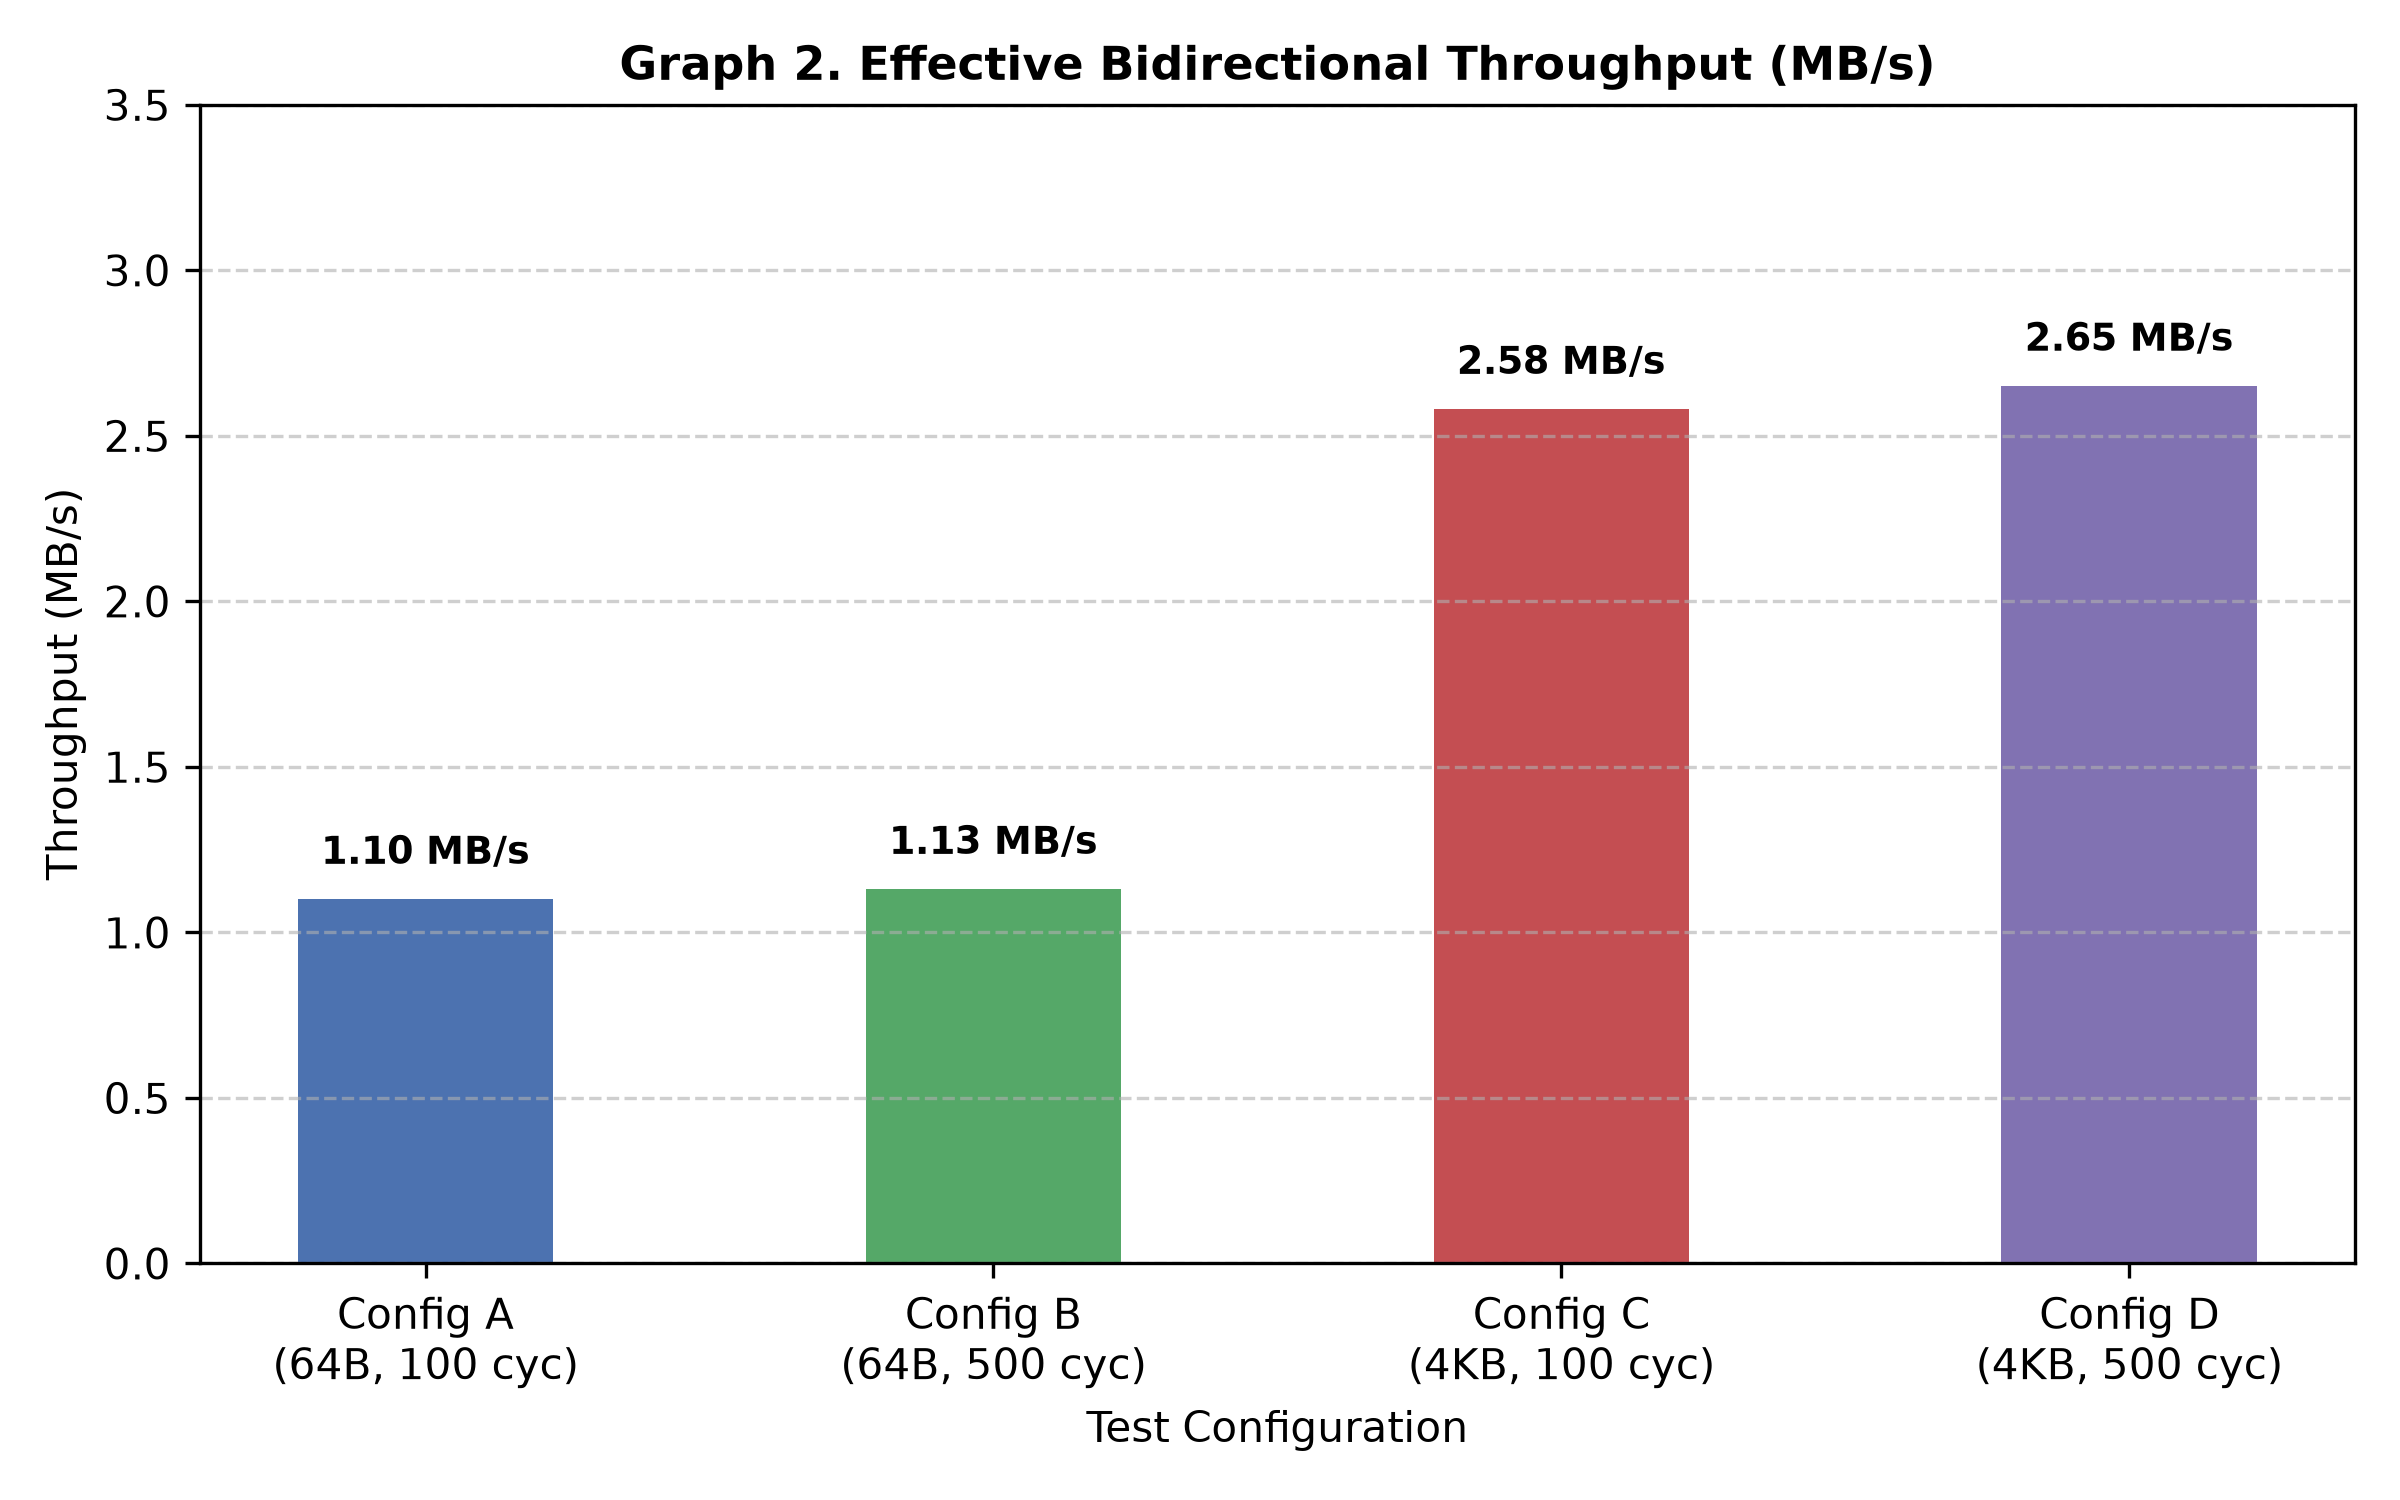 Graph 2. Effective Bidirectional Throughput (MB/s)
Throughput (MB/s)
3.5
3.0
2.5
2.0
1.5
1.0
0.5
0.0
1.10 MB/s
1.13 MB/s
2.58 MB/s
2.65 MB/s
Config A
(64B, 100 cyc)
Config B
(64B, 500 cyc)
Config C
(4KB, 100 cyc)
Config D
(4KB, 500 cyc)
Test Configuration